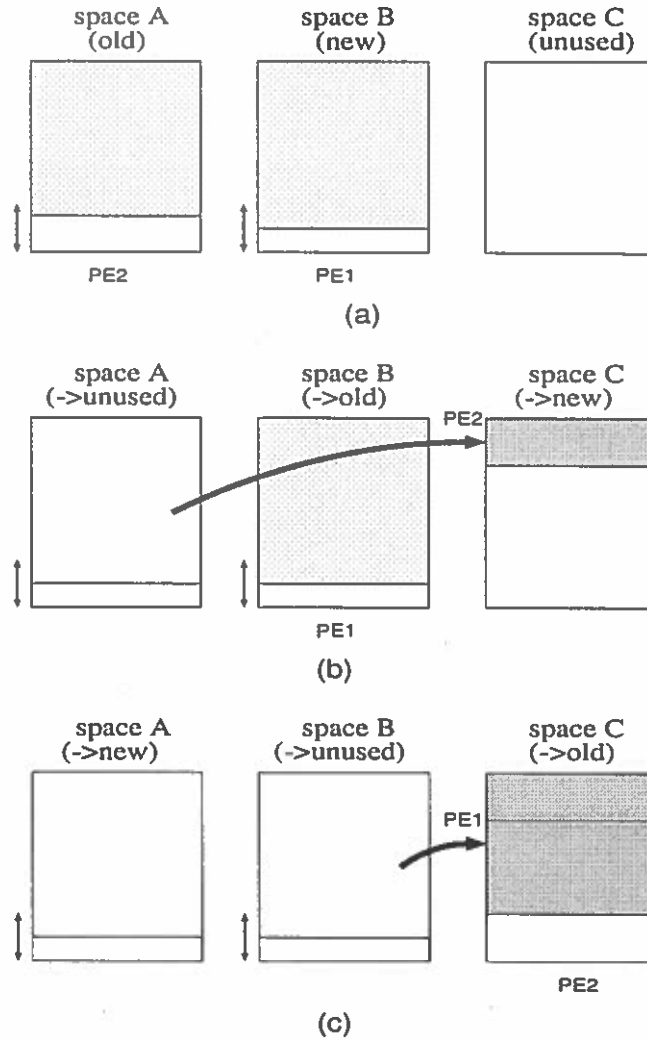 space A
(old)
space B
(new)
space C
(unused)
PE2
PE1
(a)
space A
(->unused)
space B
(->old)
space C
(->new)
PE2
PE1
(b)
space A
(->new)
space B
(->unused)
space C
(->old)
PE1
PE2
(c)